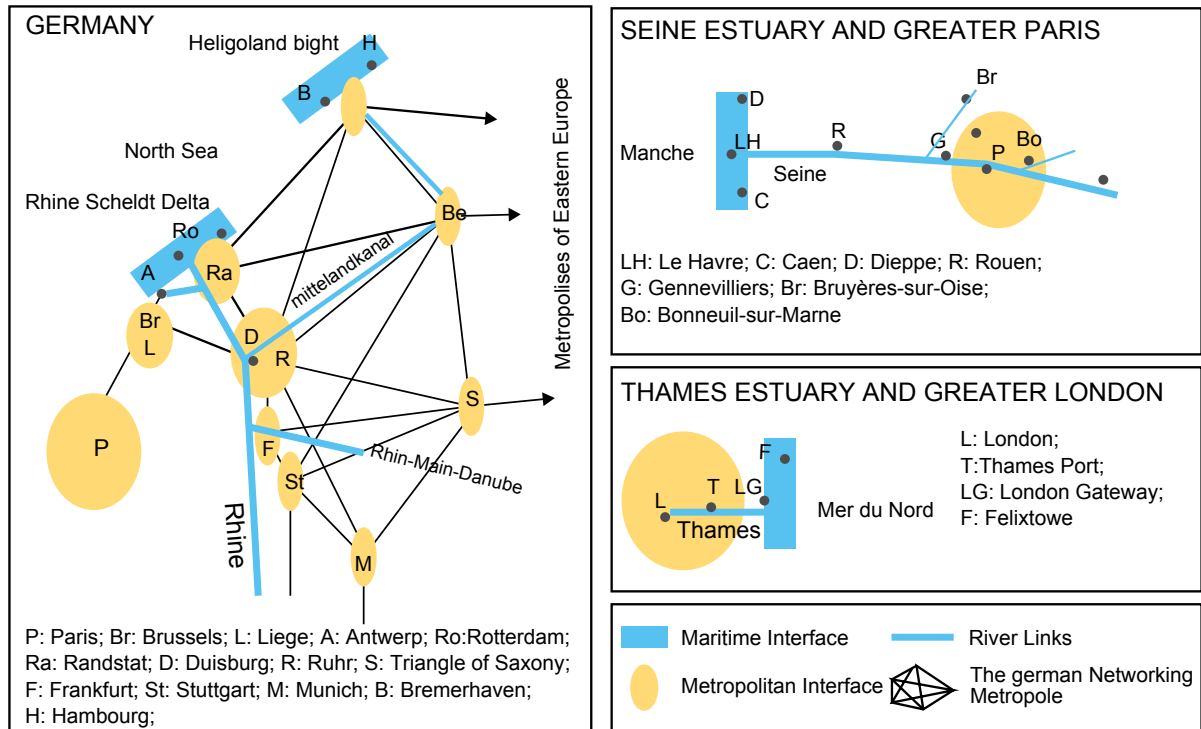 GERMANY
Heligoland bight
H
B
North Sea
Rhine Scheldt Delta
Ro
A
Ra
Be
mittelandkanal
Metropolises of Eastern Europe
Br
L
D
R
P
S
F
Rhin-Main-Danube
St
Rhine
M
P: Paris; Br: Brussels; L: Liege; A: Antwerp; Ro:Rotterdam;
Ra: Randstat; D: Duisburg; R: Ruhr; S: Triangle of Saxony;
F: Frankfurt; St: Stuttgart; M: Munich; B: Bremerhaven;
H: Hambourg;
SEINE ESTUARY AND GREATER PARIS
Br
D
R
Bo
Manche
LH
G
P
Seine
C
LH: Le Havre; C: Caen; D: Dieppe; R: Rouen;
G: Gennevilliers; Br: Bruyères-sur-Oise;
Bo: Bonneuil-sur-Marne
THAMES ESTUARY AND GREATER LONDON
F
L
T
LG
Thames
Mer du Nord
L: London;
T:Thames Port;
LG: London Gateway;
F: Felixtowe
Maritime Interface
River Links
Metropolitan Interface
The german Networking
Metropole